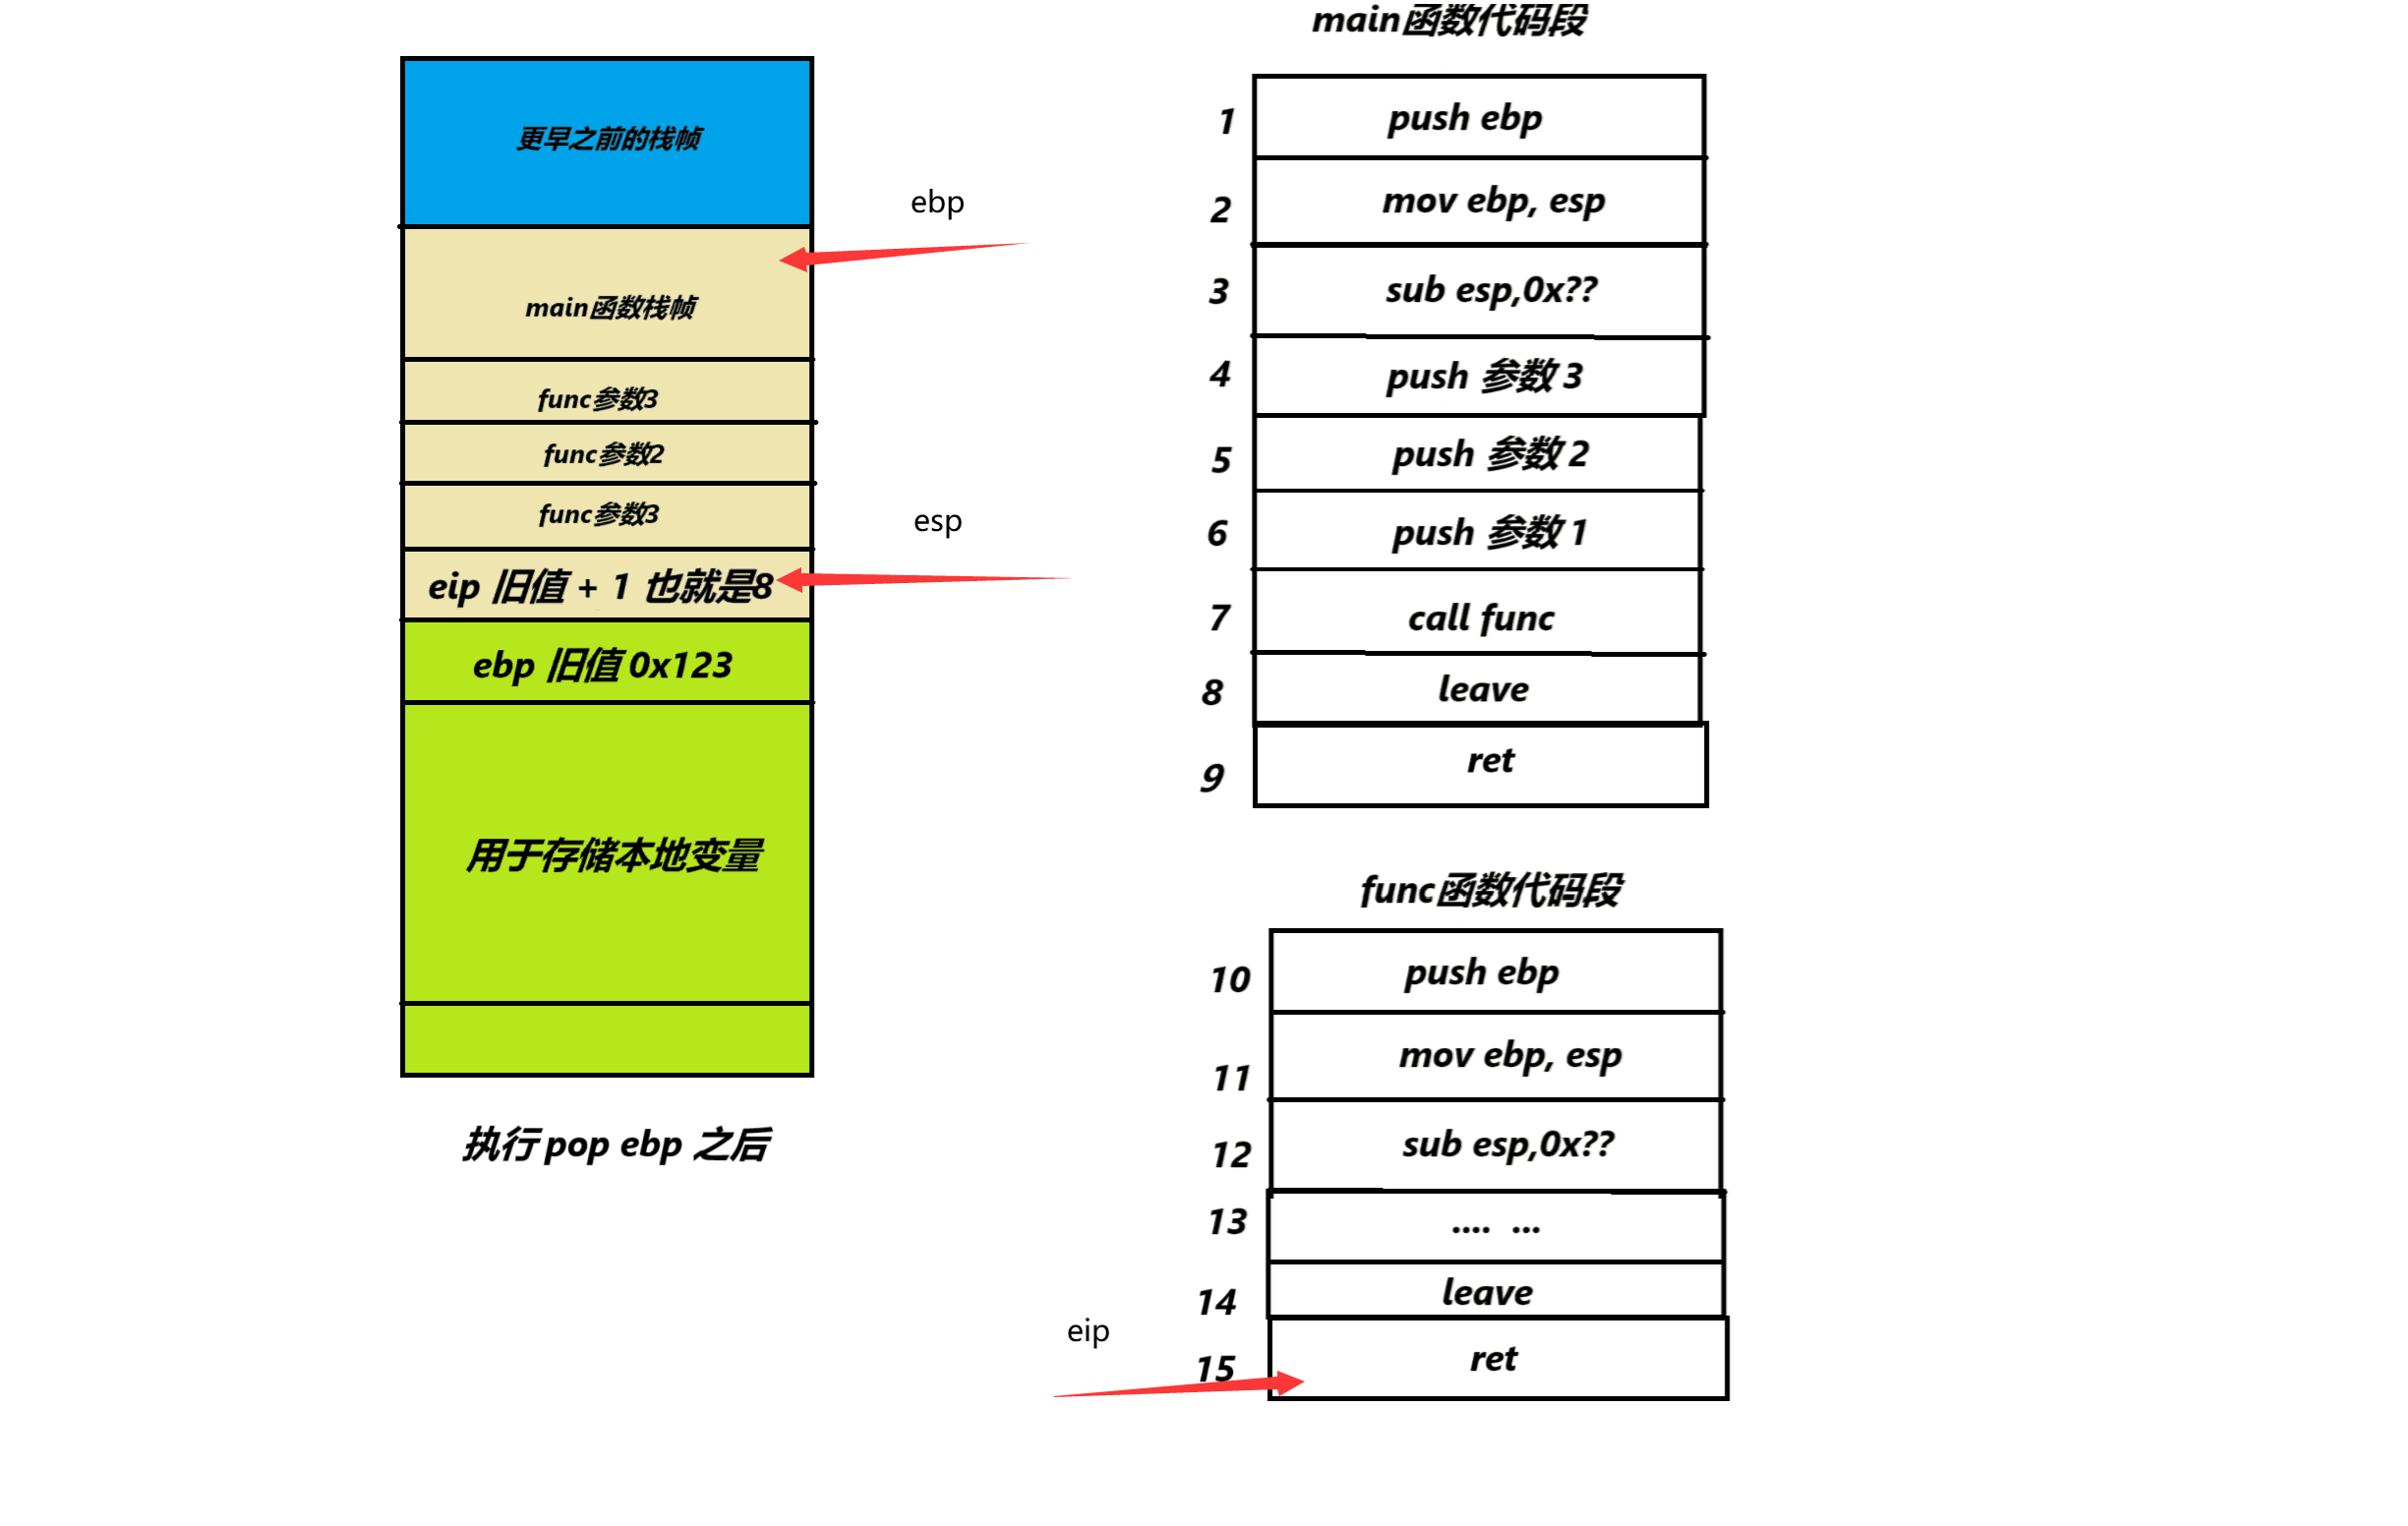 更早之前的栈帧
ebp
main函数栈帧
func参数3
func参数2
func参数3
esp
eip 旧值 + 1 也就是8
ebp 旧值 0x123
用于存储本地变量
执行 pop ebp 之后
main函数代码段
1 push ebp
2 mov ebp, esp
3 sub esp,0x??
4 push 参数 3
5 push 参数 2
6 push 参数 1
7 call func
8 leave
9 ret
func函数代码段
10 push ebp
11 mov ebp, esp
12 sub esp,0x??
13 .... ...
14 leave
eip
15 ret